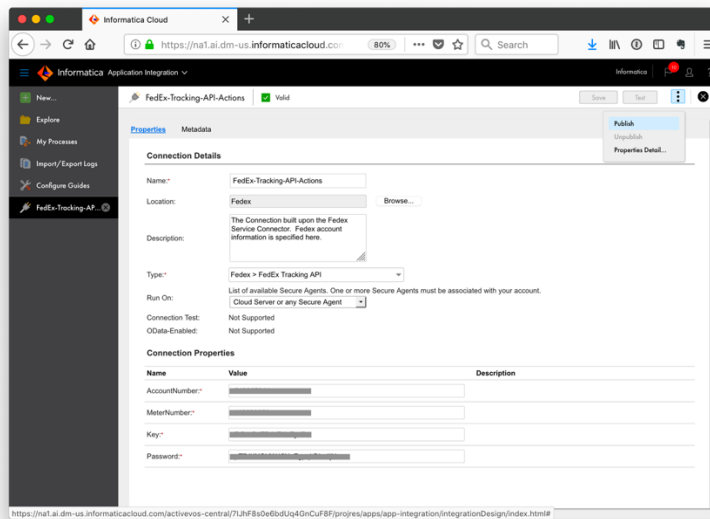 Informatica Cloud
https://na1.ai.dm-us.informaticacloud.con
80%
Search
Informatica Application Integration
Informatica
New...
FedEx-Tracking-API-Actions
Valid
Save
Test
Explore
Publish
My Processes
Properties
Metadata
Unpublish
Import/Export Logs
Connection Details
Properties Detail...
Configure Guides
Name:*
FedEx-Tracking-API-Actions
FedEx-Tracking-AP...
Location:
Fedex
Browse...
Description:
The Connection built upon the Fedex
Service Connector. Fedex account
information is specified here.
Type:*
Fedex > FedEx Tracking API
List of available Secure Agents. One or more Secure Agents must be associated with your account.
Run On:
Cloud Server or any Secure Agent
Connection Test:
Not Supported
OData-Enabled:
Not Supported
Connection Properties
Name
Value
Description
AccountNumber:*
MeterNumber:*
Key:*
Password:*
https://na1.ai.dm-us.informaticacloud.com/activevos-central/7IJhF8s0e6bdUq4GnCuF8F/projres/apps/app-integration/integrationDesign/index.html#